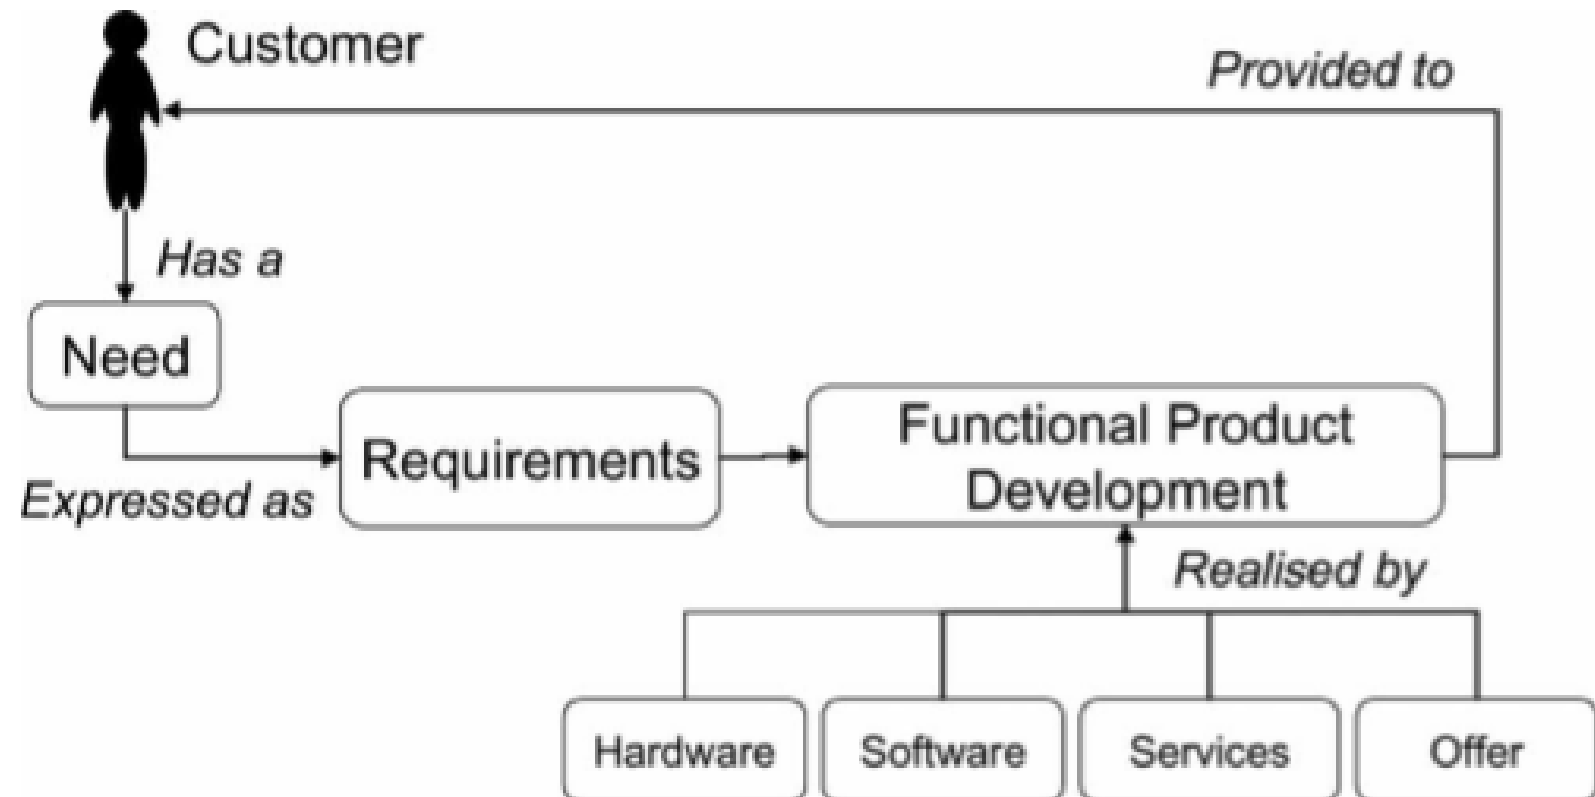 Customer
Provided to
Has a
Need
Expressed as
Requirements
Functional Product
Development
Realised by
Hardware
Software
Services
Offer